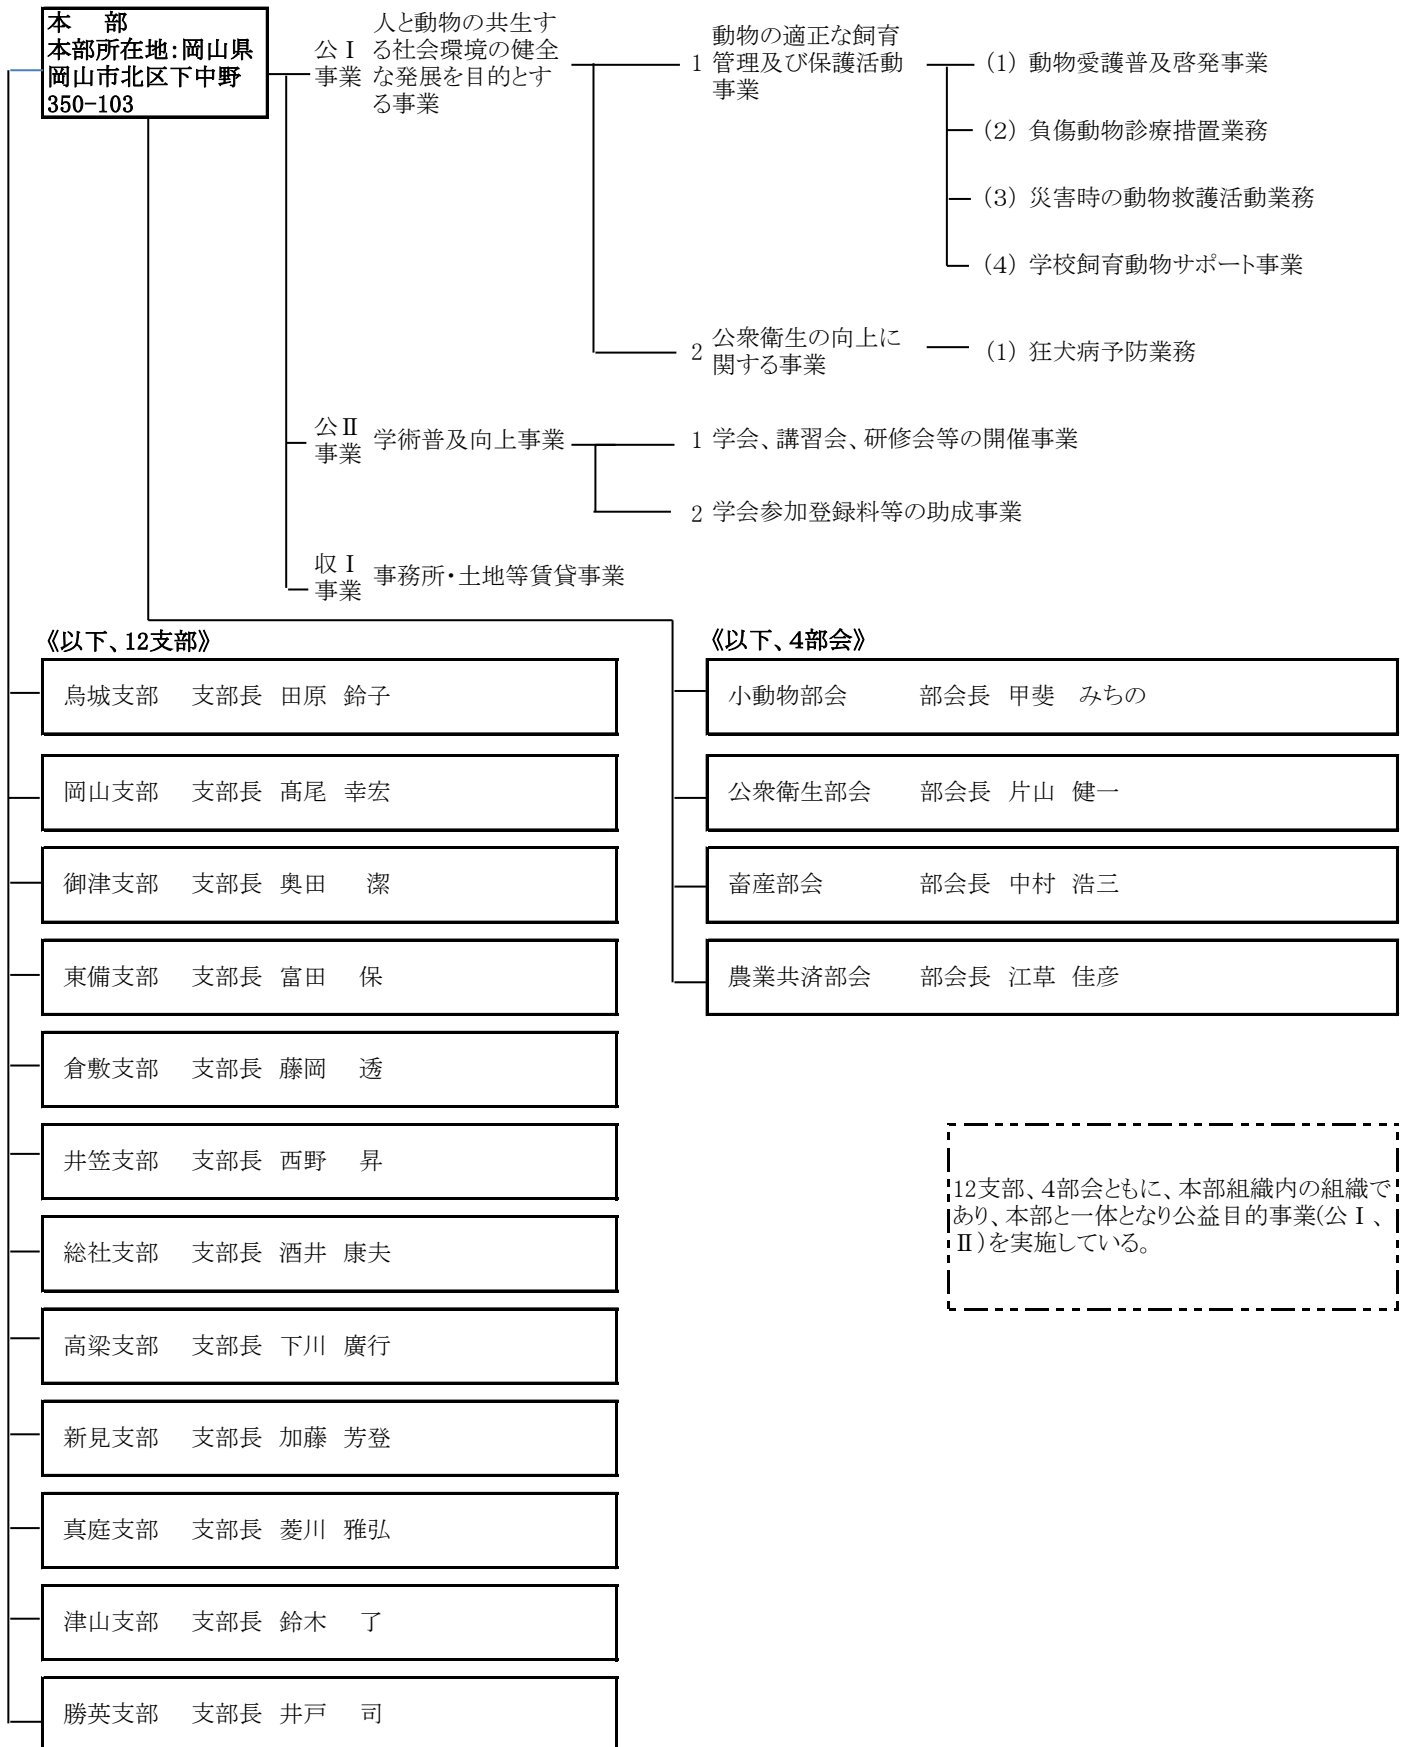 本　部
本部所在地：岡山県
岡山市北区下中野
350-103
公Ⅰ
事業
人と動物の共生す
る社会環境の健全
な発展を目的とす
る事業
1 動物の適正な飼育
管理及び保護活動
事業
(1) 動物愛護普及啓発事業
(2) 負傷動物診療措置業務
(3) 災害時の動物救護活動業務
(4) 学校飼育動物サポート事業
2 公衆衛生の向上に
関する事業
(1) 狂犬病予防業務
公Ⅱ
事業
学術普及向上事業
1 学会、講習会、研修会等の開催事業
2 学会参加登録料等の助成事業
収Ⅰ
事業
事務所・土地等賃貸事業
《以下、12支部》
烏城支部　支部長 田原 鈴子
岡山支部　支部長 髙尾 幸宏
御津支部　支部長 奥田　潔
東備支部　支部長 富田　保
倉敷支部　支部長 藤岡　透
井笠支部　支部長 西野　昇
総社支部　支部長 酒井 康夫
高梁支部　支部長 下川 廣行
新見支部　支部長 加藤 芳登
真庭支部　支部長 菱川 雅弘
津山支部　支部長 鈴木　了
勝英支部　支部長 井戸　司
《以下、4部会》
小動物部会　部会長 甲斐　みちの
公衆衛生部会　部会長 片山 健一
畜産部会　部会長 中村 浩三
農業共済部会　部会長 江草 佳彦
12支部、4部会ともに、本部組織内の組織で
あり、本部と一体となり公益目的事業(公Ⅰ、
Ⅱ)を実施している。